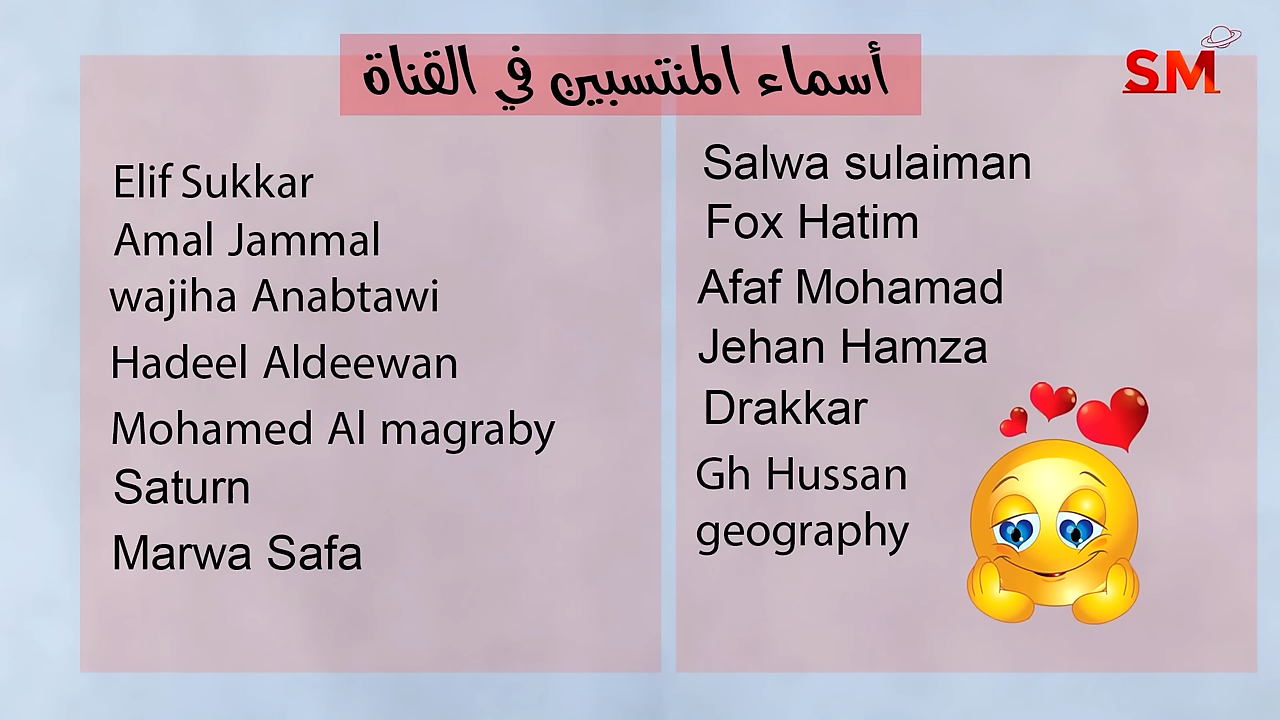 أسماء المنتسبين في القناة
SM
Elif Sukkar
Amal Jammal
wajiha Anabtawi
Hadeel Aldeewan
Mohamed Al magraby
Saturn
Marwa Safa
Salwa sulaiman
Fox Hatim
Afaf Mohamad
Jehan Hamza
Drakkar
Gh Hussan
geography